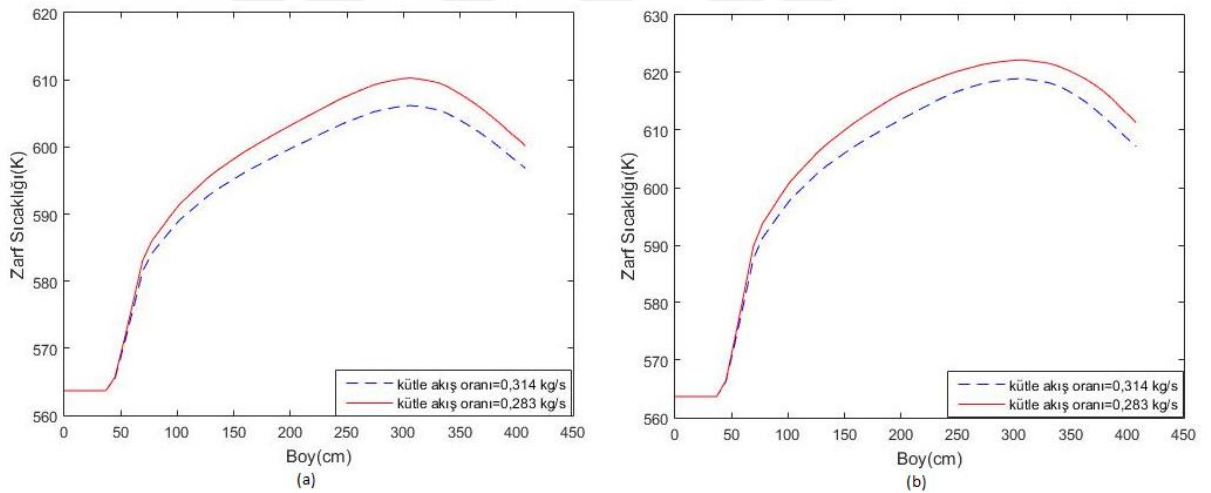 620
610
600
590
580
570
560
Zarf Sıcaklığı(K)
0 50 100 150 200 250 300 350 400 450
Boy(cm)
kütle akış oranı=0,314 kg/s
kütle akış oranı=0,283 kg/s
(a)
630
620
610
600
590
580
570
560
Zarf Sıcaklığı(K)
0 50 100 150 200 250 300 350 400 450
Boy(cm)
kütle akış oranı=0,314 kg/s
kütle akış oranı=0,283 kg/s
(b)